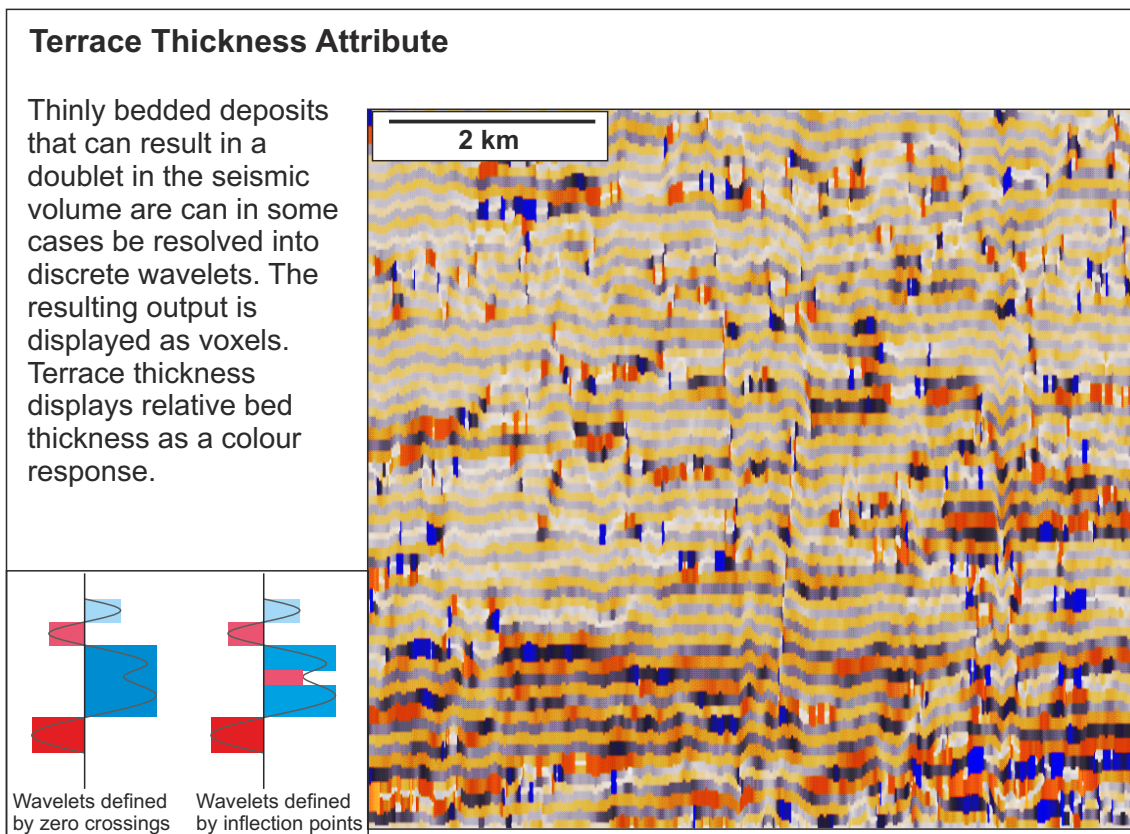 Terrace Thickness Attribute
Thinly bedded deposits
that can result in a
doublet in the seismic
volume are can in some
cases be resolved into
discrete wavelets. The
resulting output is
displayed as voxels.
Terrace thickness
displays relative bed
thickness as a colour
response.
2 km
Wavelets defined
by zero crossings
Wavelets defined
by inflection points